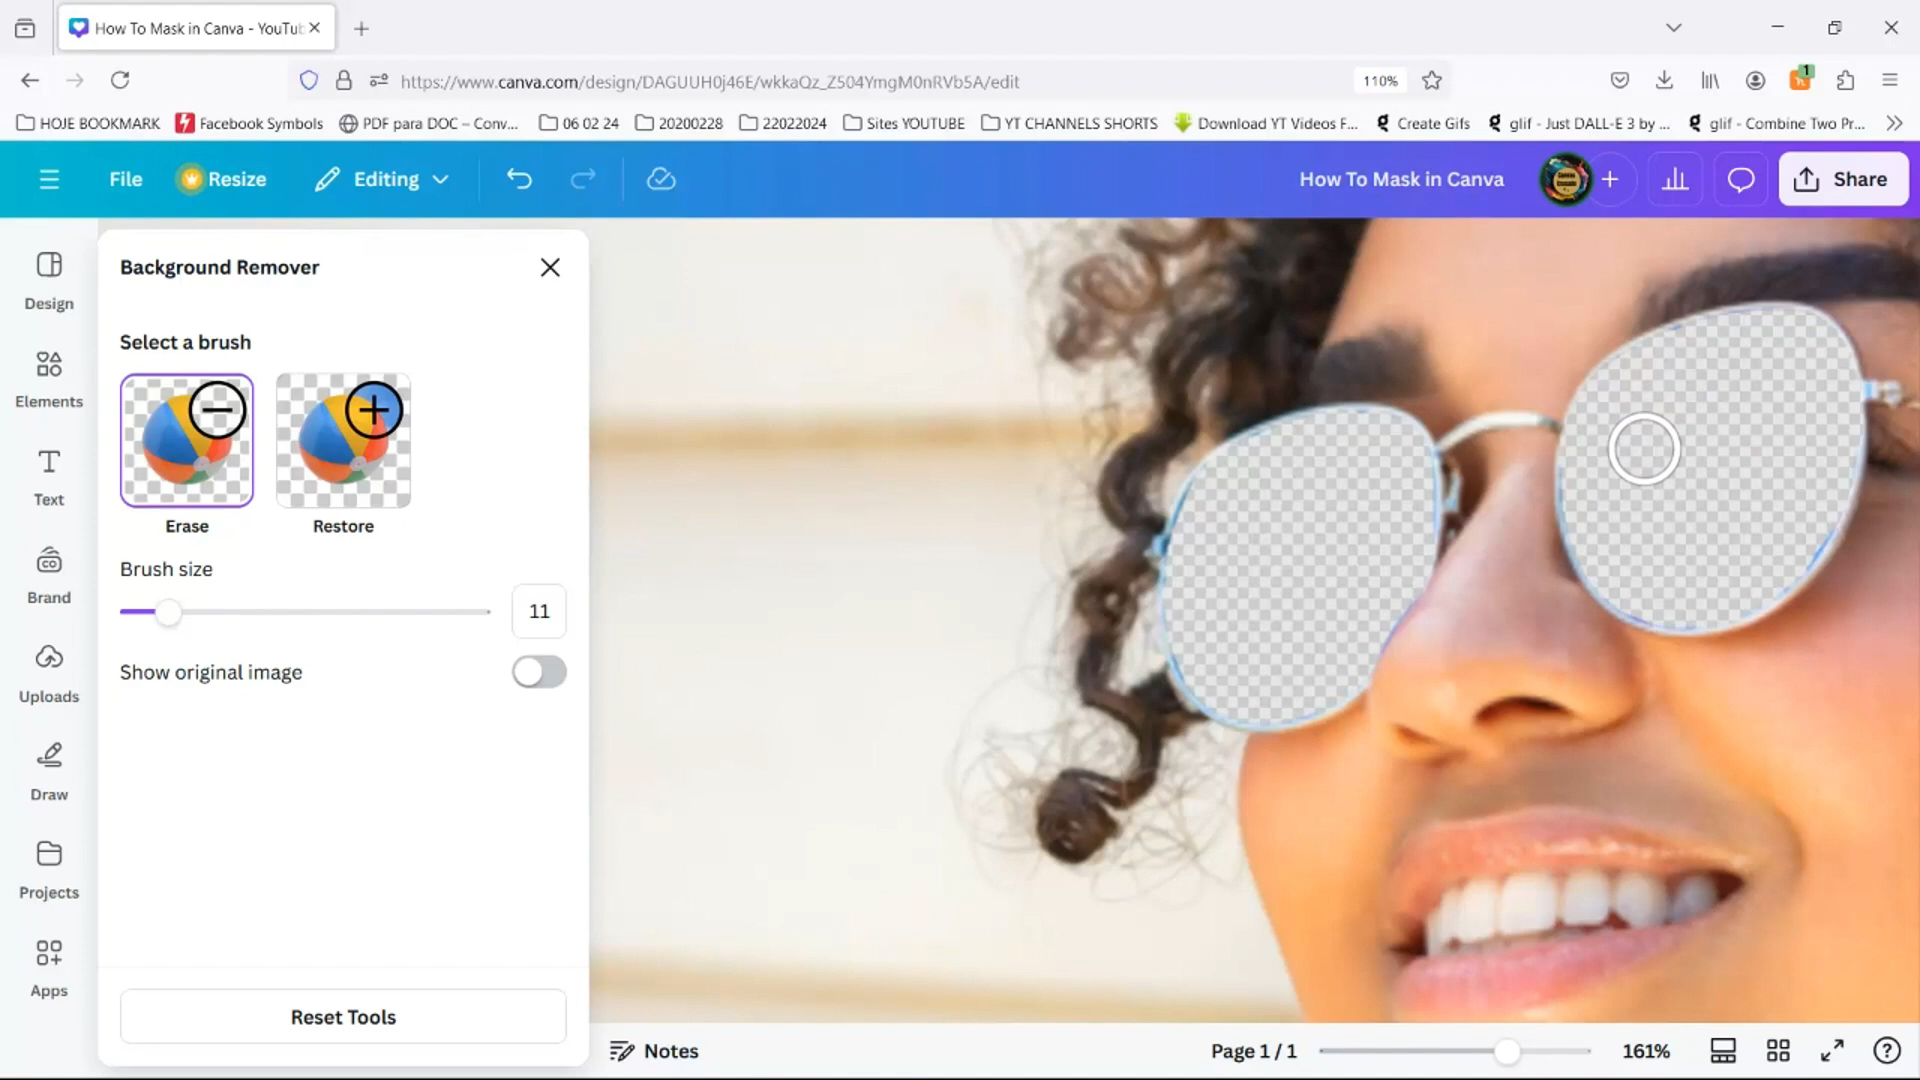 How To Mask in Canva - YouTub
https://www.canva.com/design/DAGUUH0j46E/wkkaQz_Z504YmgM0nRVb5A/edit
110%
1
HOJE BOOKMARK
Facebook Symbols
PDF para DOC – Conv...
06 02 24
20200228
22022024
Sites YOUTUBE
YT CHANNELS SHORTS
Download YT Videos F...
Create Gifs
glif - Just DALL-E 3 by ...
glif - Combine Two Pr...
File
Resize
Editing
How To Mask in Canva
Share
Design
Elements
Text
Brand
Uploads
Draw
Projects
Apps
Background Remover
Select a brush
Erase
Restore
Brush size
11
Show original image
Reset Tools
Notes
Page 1 / 1
161%